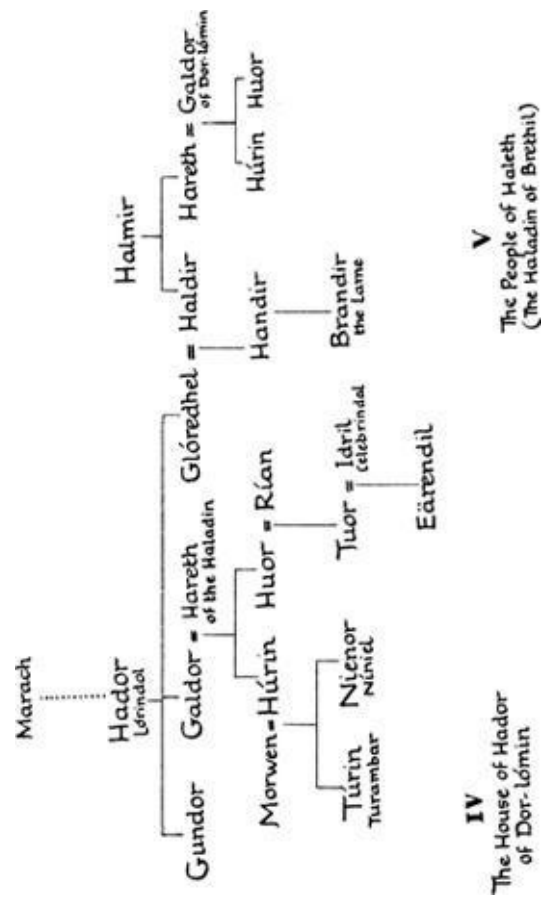 Marach
Hador
Lórindol
Gundor
Galdor = Hareth
of the Haladin
Glóredhel = Haldir
Halmir
Hareth = Galdor
of Dor-lómin
Morwen = Húrin
Huor = Rían
Handir
Húrin
Huor
Túrin
Turambar
Nienor
Níniel
Tuor = Idril
Celebrindal
Brandir
the Lame
Eärendil
IV
The House of Hador
of Dor-lómin
V
The People of Haleth
(The Haladin of Brethil)